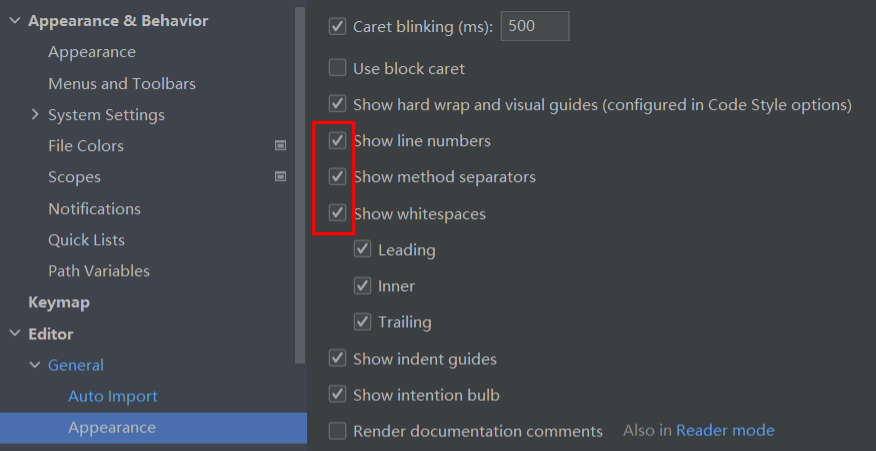 Appearance & Behavior
Appearance
Menus and Toolbars
System Settings
File Colors
Scopes
Notifications
Quick Lists
Path Variables
Keymap
Editor
General
Auto Import
Appearance
Caret blinking (ms): 500
Use block caret
Show hard wrap and visual guides (configured in Code Style options)
Show line numbers
Show method separators
Show whitespaces
Leading
Inner
Trailing
Show indent guides
Show intention bulb
Render documentation comments Also in Reader mode